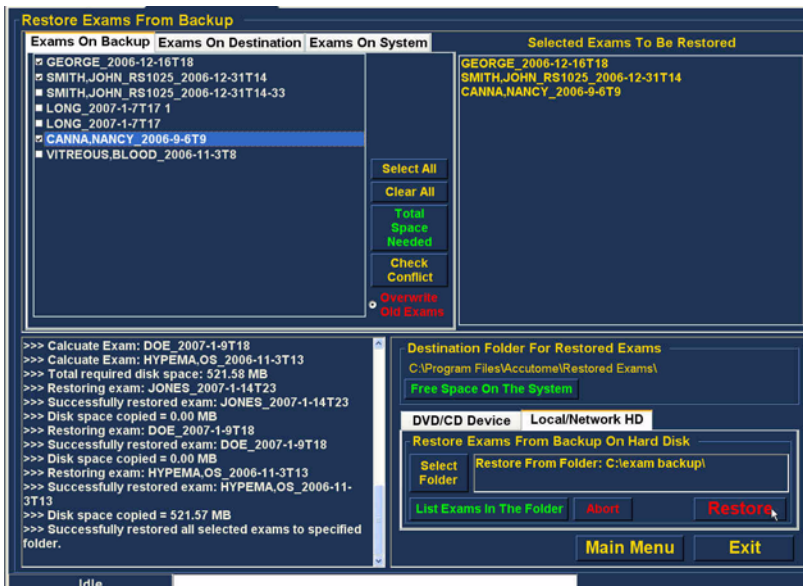 Restore Exams From Backup
Exams On Backup Exams On Destination Exams On System
GEORGE_2006-12-16T18
SMITH,JOHN_RS1025_2006-12-31T14
SMITH,JOHN_RS1025_2006-12-31T14-33
LONG_2007-1-7T17 1
LONG_2007-1-7T17
CANNA,NANCY_2006-9-6T9
VITREOUS,BLOOD_2006-11-3T8
Select All
Clear All
Total
Space
Needed
Check
Conflict
Overwrite
Old Exams
Selected Exams To Be Restored
GEORGE_2006-12-16T18
SMITH,JOHN_RS1025_2006-12-31T14
CANNA,NANCY_2006-9-6T9
>>> Calcuate Exam: DOE_2007-1-9T18
>>> Calcuate Exam: HYPEMA,OS_2006-11-3T13
>>> Total required disk space: 521.58 MB
>>> Restoring exam: JONES_2007-1-14T23
>>> Successfully restored exam: JONES_2007-1-14T23
>>> Disk space copied = 0.00 MB
>>> Restoring exam: DOE_2007-1-9T18
>>> Successfully restored exam: DOE_2007-1-9T18
>>> Disk space copied = 0.00 MB
>>> Restoring exam: HYPEMA,OS_2006-11-3T13
>>> Successfully restored exam: HYPEMA,OS_2006-11-
3T13
>>> Disk space copied = 521.57 MB
>>> Successfully restored all selected exams to specified
folder.
Destination Folder For Restored Exams
C:\Program Files\Accutome\Restored Exams\
Free Space On The System
DVD/CD Device Local/Network HD
Restore Exams From Backup On Hard Disk
Select
Folder
Restore From Folder: C:\exam backup\
List Exams In The Folder Abort Restore
Main Menu Exit
Idle